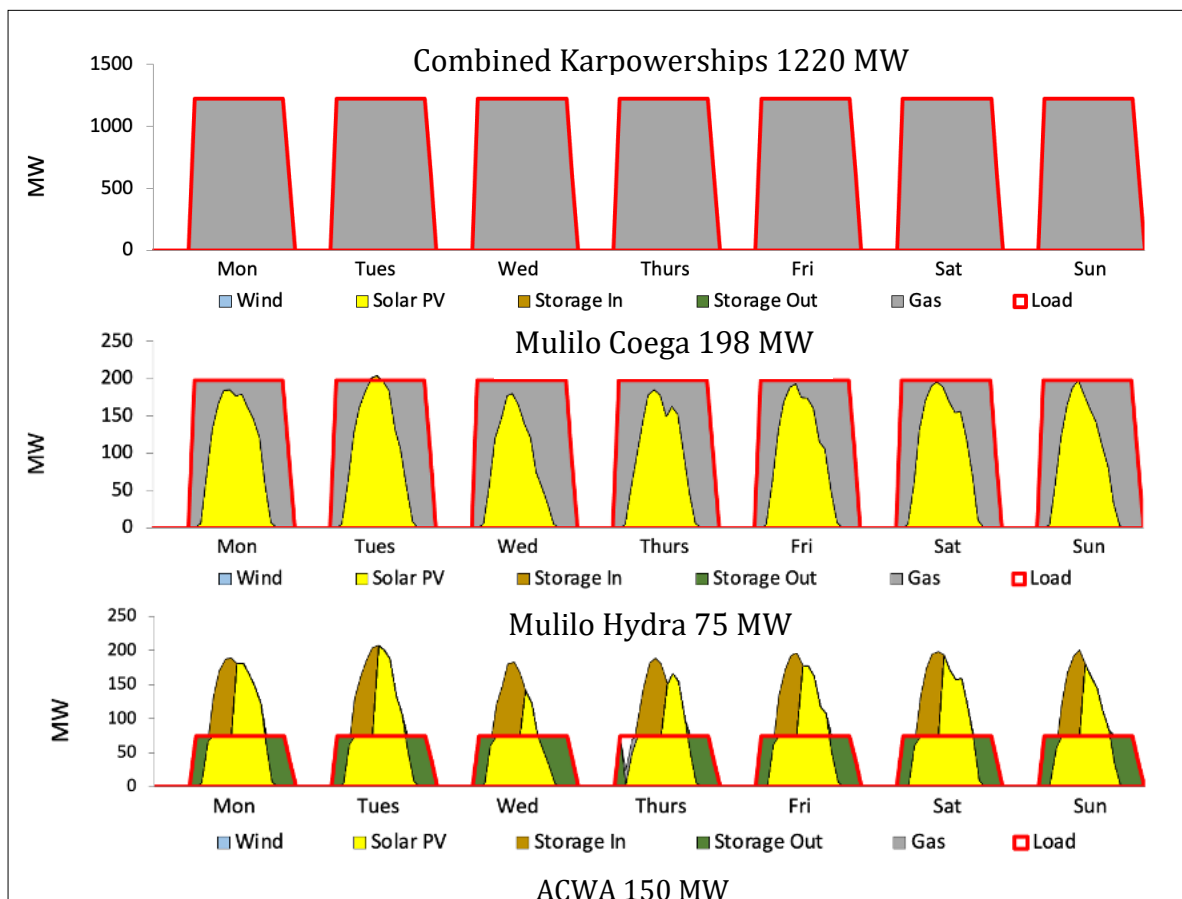 Combined Karpowerships 1220 MW
1500
1000
500
0
MW
Mon Tues Wed Thurs Fri Sat Sun
Wind Solar PV Storage In Storage Out Gas Load
Mulilo Coega 198 MW
250
200
150
100
50
0
MW
Mon Tues Wed Thurs Fri Sat Sun
Wind Solar PV Storage In Storage Out Gas Load
Mulilo Hydra 75 MW
250
200
150
100
50
0
MW
Mon Tues Wed Thurs Fri Sat Sun
Wind Solar PV Storage In Storage Out Gas Load
ACWA 150 MW